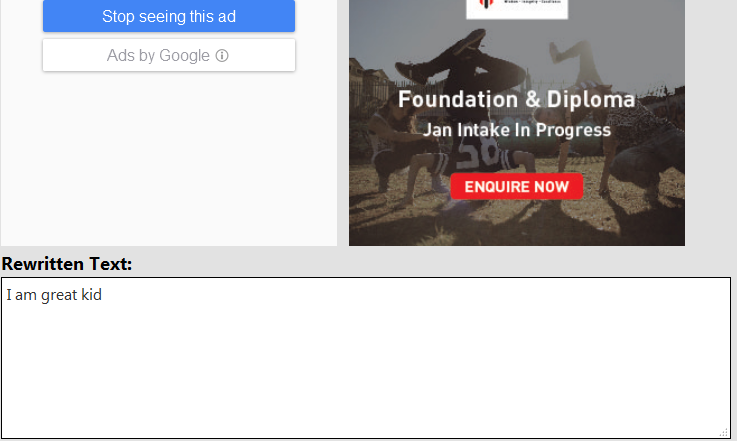 Stop seeing this ad
Ads by Google
Foundation & Diploma
Jan Intake In Progress
58
ENQUIRE NOW
Rewritten Text:
I am great kid